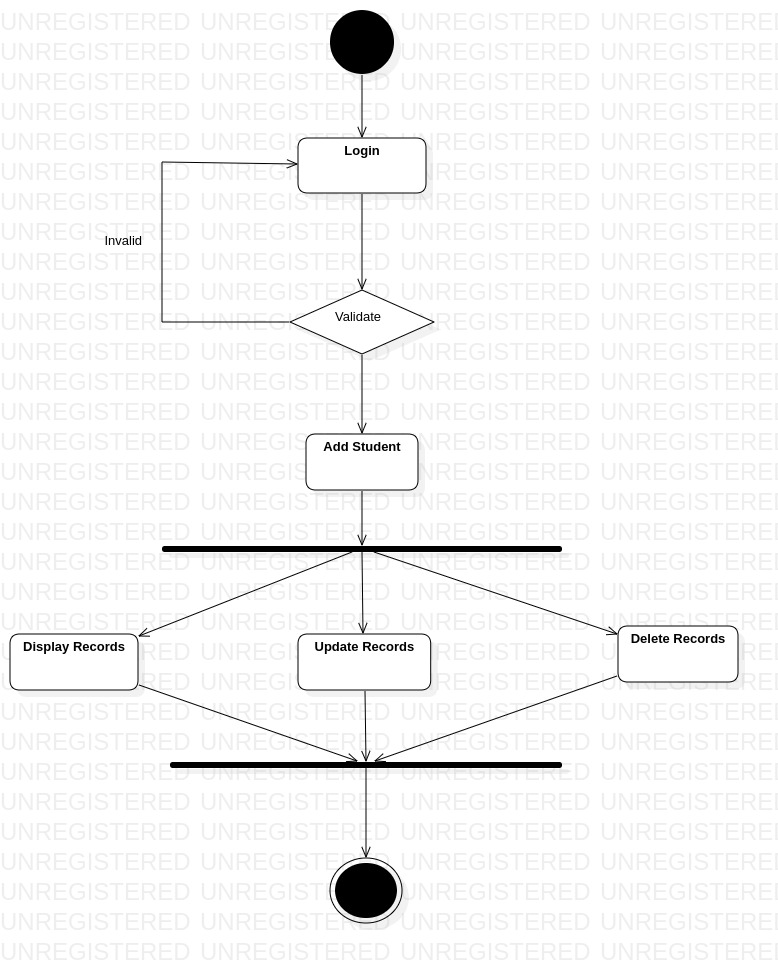 Login
Invalid
Validate
Add Student
Display Records
Update Records
Delete Records
UNREGISTERED UNREGISTERED UNREGISTERED UNREGISTERED